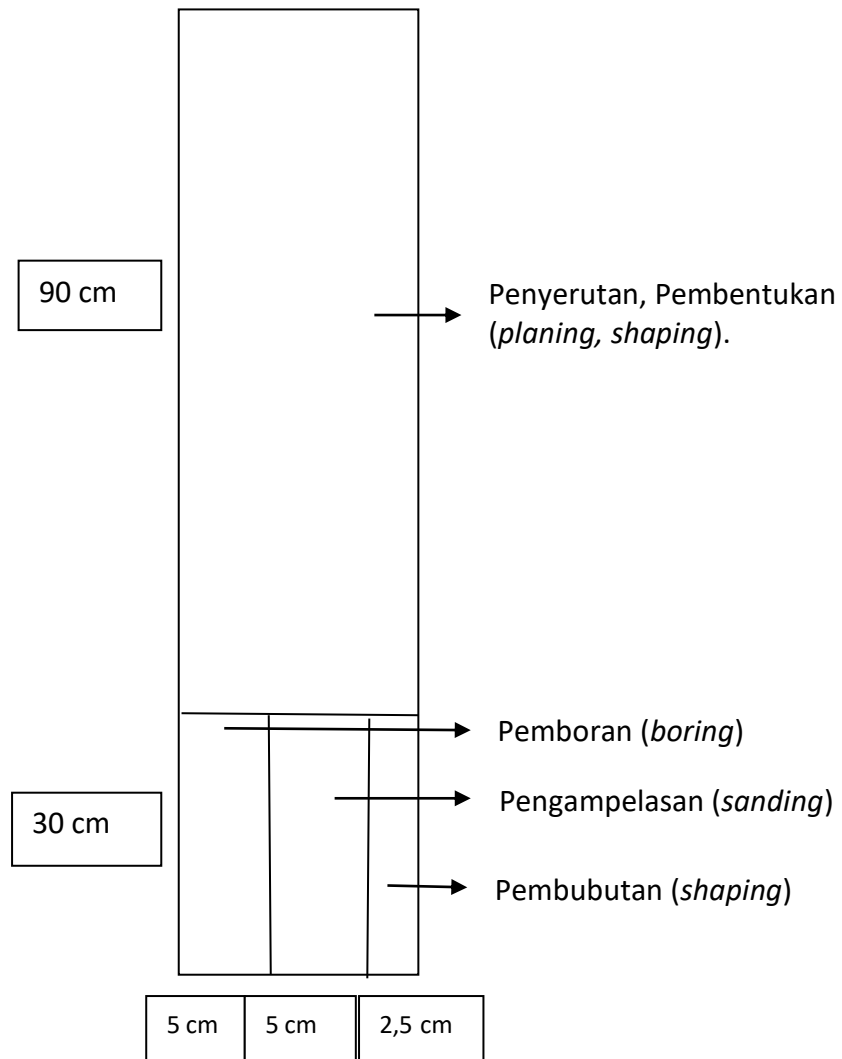 90 cm
Penyerutan, Pembentukan
(planing, shaping).
Pemboran (boring)
Pengampelasan (sanding)
30 cm
Pembubutan (shaping)
5 cm
5 cm
2,5 cm